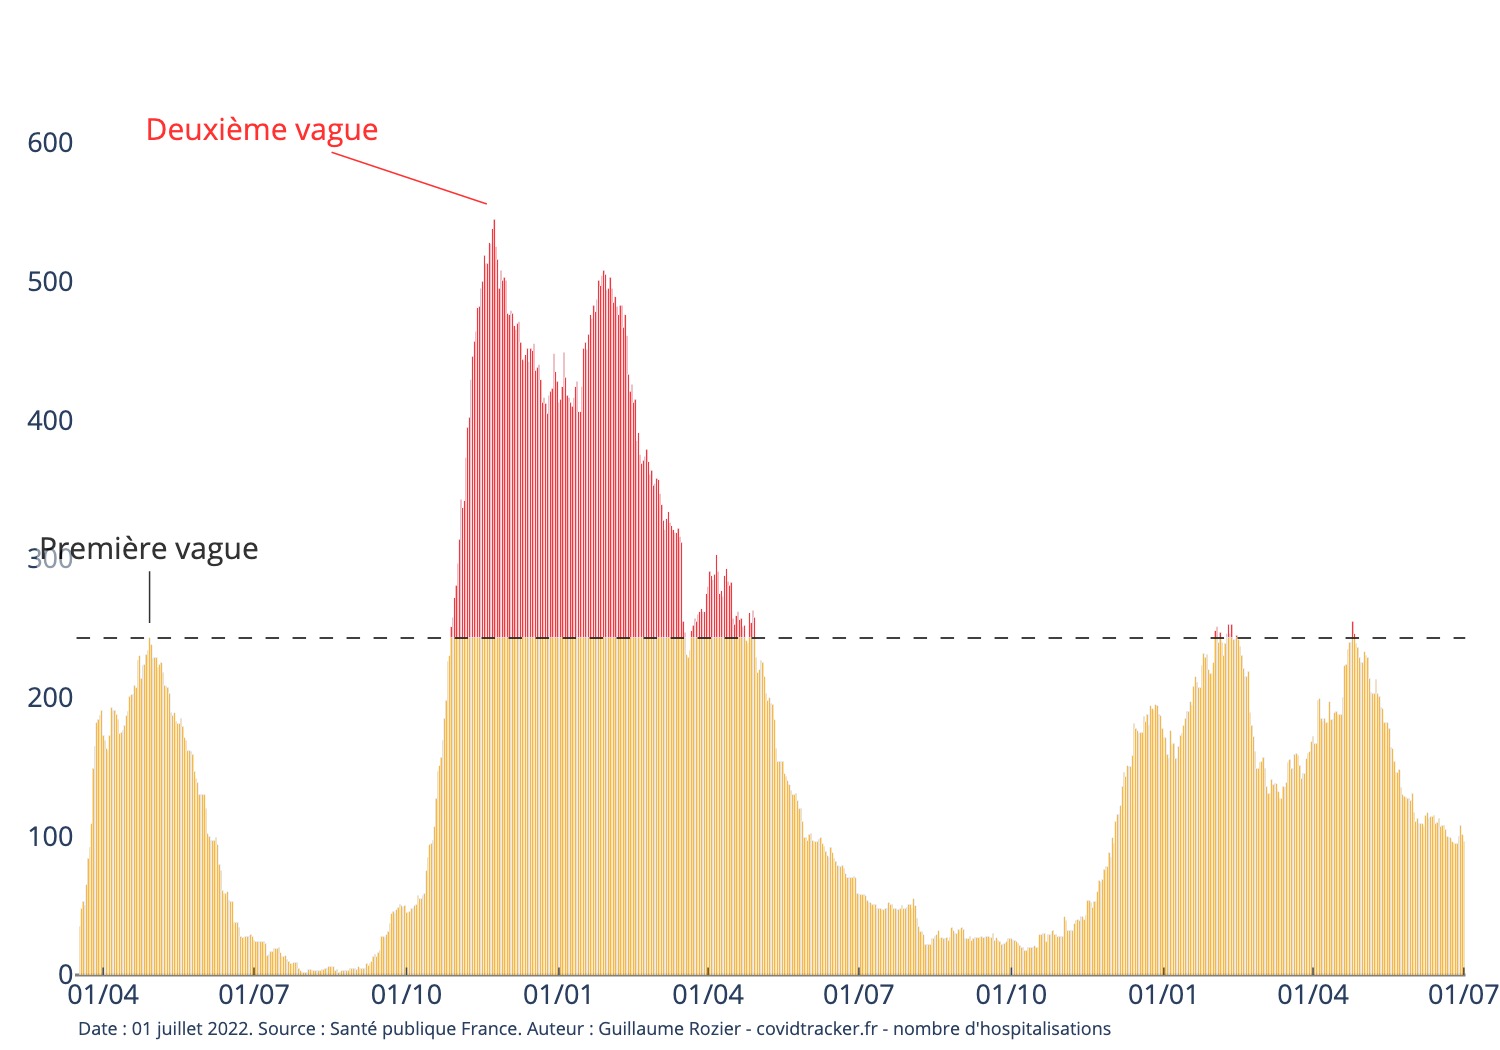 600
Deuxième vague
500
400
Première vague
300
200
100
0
01/04 01/07 01/10 01/01 01/04 01/07 01/10 01/01 01/04 01/07
Date : 01 juillet 2022. Source : Santé publique France. Auteur : Guillaume Rozier - covidtracker.fr - nombre d'hospitalisations